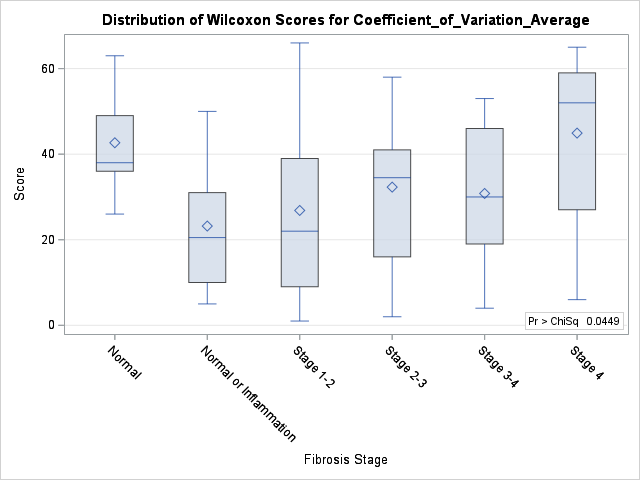 Distribution of Wilcoxon Scores for Coefficient_of_Variation_Average
60
40
20
0
Score
Pr > ChiSq 0.0449
Normal
Normal or Inflammation
Stage 1-2
Stage 2-3
Stage 3-4
Stage 4
Fibrosis Stage